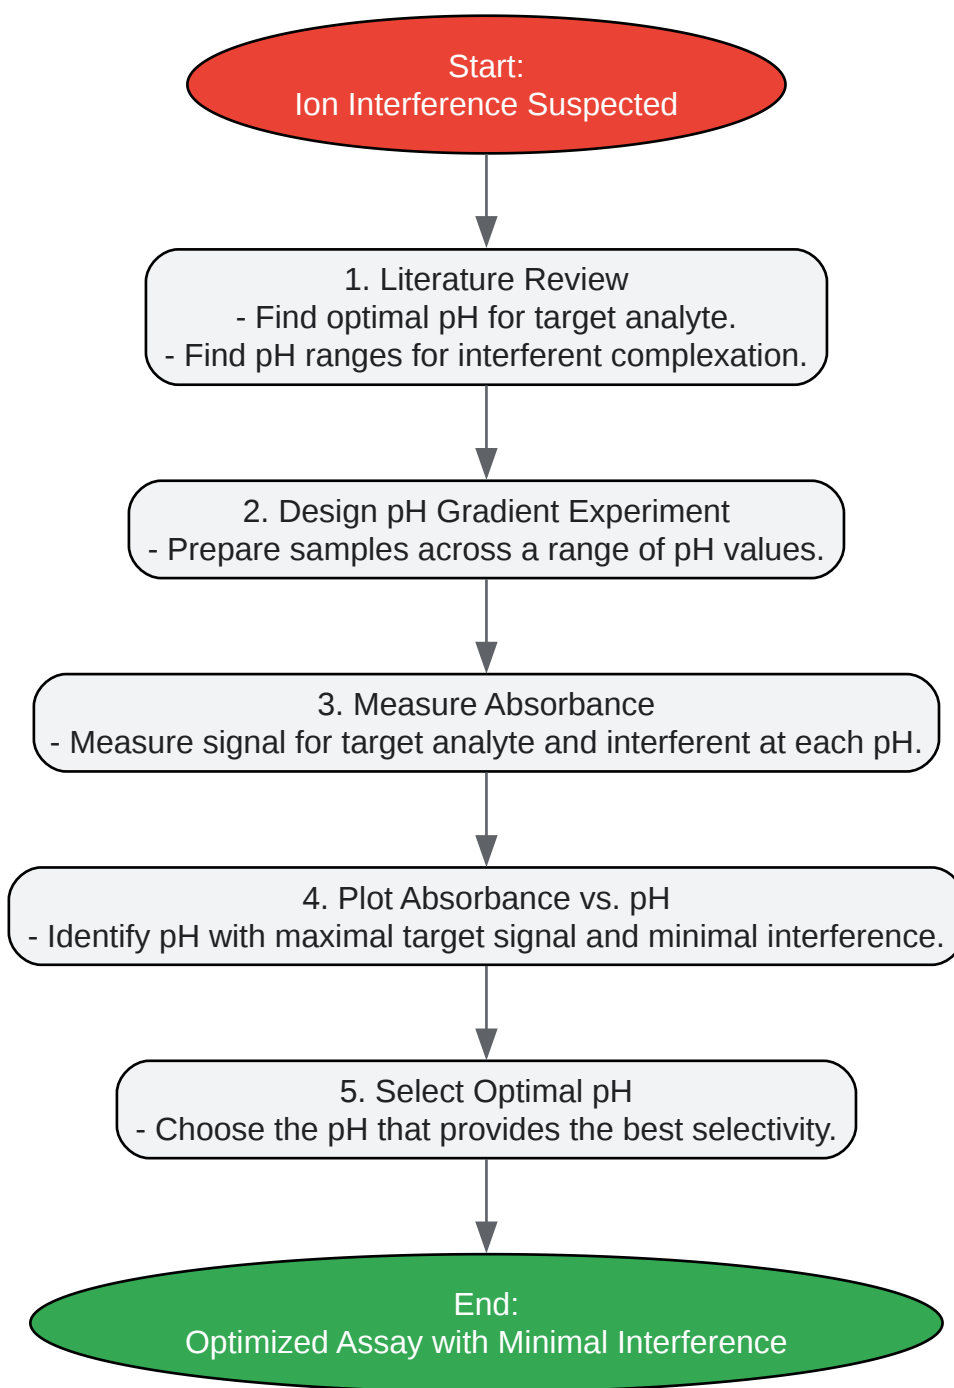 Start:
Ion Interference Suspected
1. Literature Review
- Find optimal pH for target analyte.
- Find pH ranges for interferent complexation.
2. Design pH Gradient Experiment
- Prepare samples across a range of pH values.
3. Measure Absorbance
- Measure signal for target analyte and interferent at each pH.
4. Plot Absorbance vs. pH
- Identify pH with maximal target signal and minimal interference.
5. Select Optimal pH
- Choose the pH that provides the best selectivity.
End:
Optimized Assay with Minimal Interference